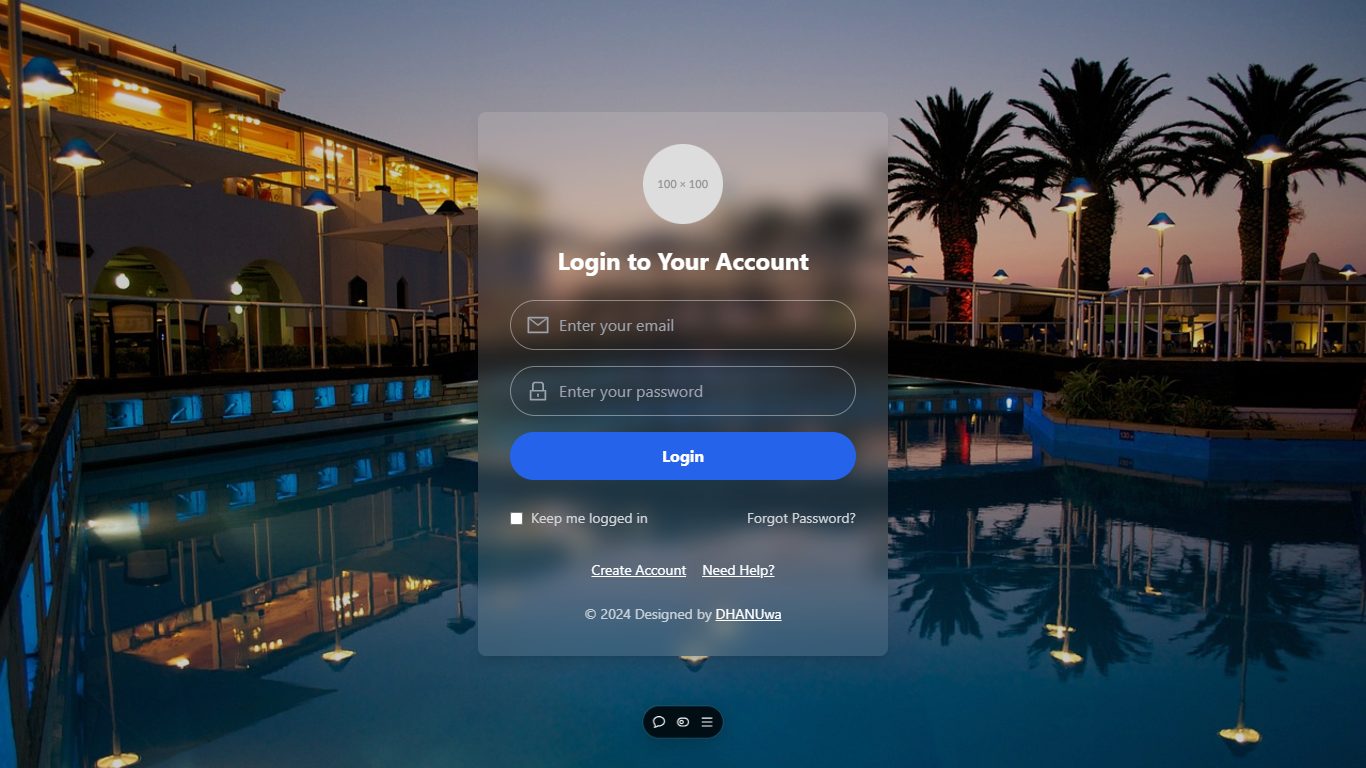 100 × 100
Login to Your Account
Enter your email
Enter your password
Login
Keep me logged in Forgot Password?
Create Account Need Help?
© 2024 Designed by DHANUwa